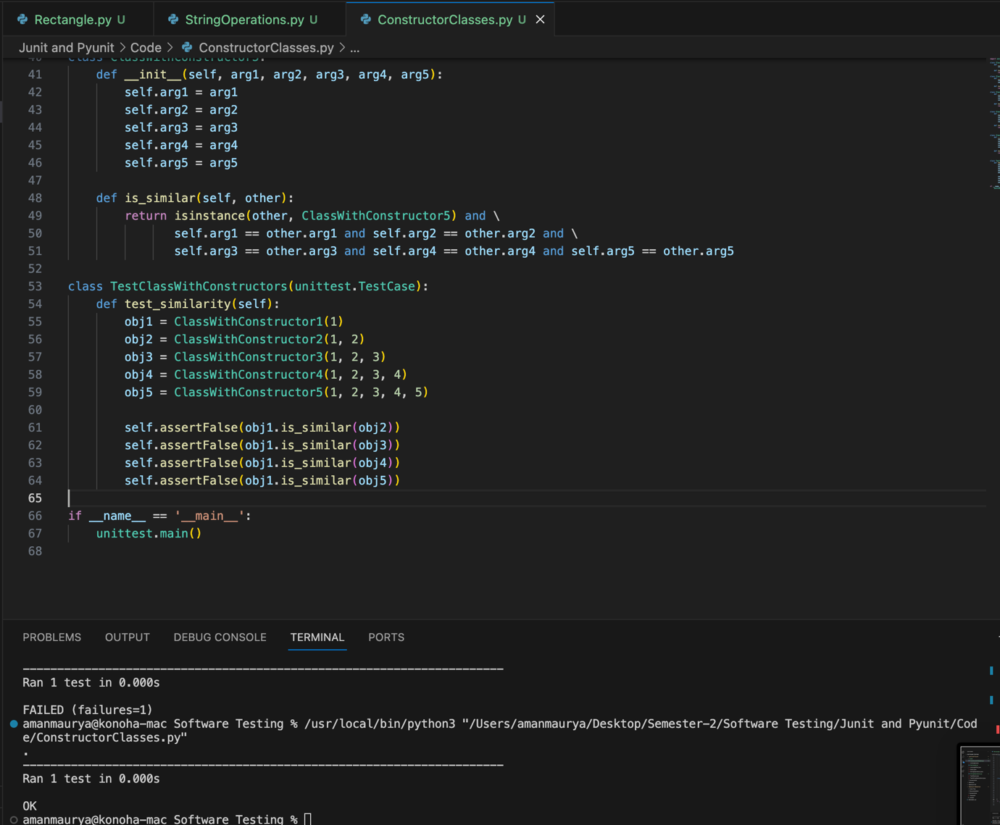 Rectangle.py U StringOperations.py U ConstructorClasses.py U
Junit and Pyunit > Code > ConstructorClasses.py > ...
40 class ClassWithConstructor5:
41 def __init__(self, arg1, arg2, arg3, arg4, arg5):
42 self.arg1 = arg1
43 self.arg2 = arg2
44 self.arg3 = arg3
45 self.arg4 = arg4
46 self.arg5 = arg5
47
48 def is_similar(self, other):
49 return isinstance(other, ClassWithConstructor5) and \
50 self.arg1 == other.arg1 and self.arg2 == other.arg2 and \
51 self.arg3 == other.arg3 and self.arg4 == other.arg4 and self.arg5 == other.arg5
52
53 class TestClassWithConstructors(unittest.TestCase):
54 def test_similarity(self):
55 obj1 = ClassWithConstructor1(1)
56 obj2 = ClassWithConstructor2(1, 2)
57 obj3 = ClassWithConstructor3(1, 2, 3)
58 obj4 = ClassWithConstructor4(1, 2, 3, 4)
59 obj5 = ClassWithConstructor5(1, 2, 3, 4, 5)
60
61 self.assertFalse(obj1.is_similar(obj2))
62 self.assertFalse(obj1.is_similar(obj3))
63 self.assertFalse(obj1.is_similar(obj4))
64 self.assertFalse(obj1.is_similar(obj5))
65
66 if __name__ == '__main__':
67 unittest.main()
68
PROBLEMS OUTPUT DEBUG CONSOLE TERMINAL PORTS
----------------------------------------------------------------------
Ran 1 test in 0.000s
FAILED (failures=1)
amanmaurya@konoha-mac Software Testing % /usr/local/bin/python3 "/Users/amanmaurya/Desktop/Semester-2/Software Testing/Junit and Pyunit/Cod
e/ConstructorClasses.py"
.
----------------------------------------------------------------------
Ran 1 test in 0.000s
OK
amanmaurya@konoha-mac Software Testing %